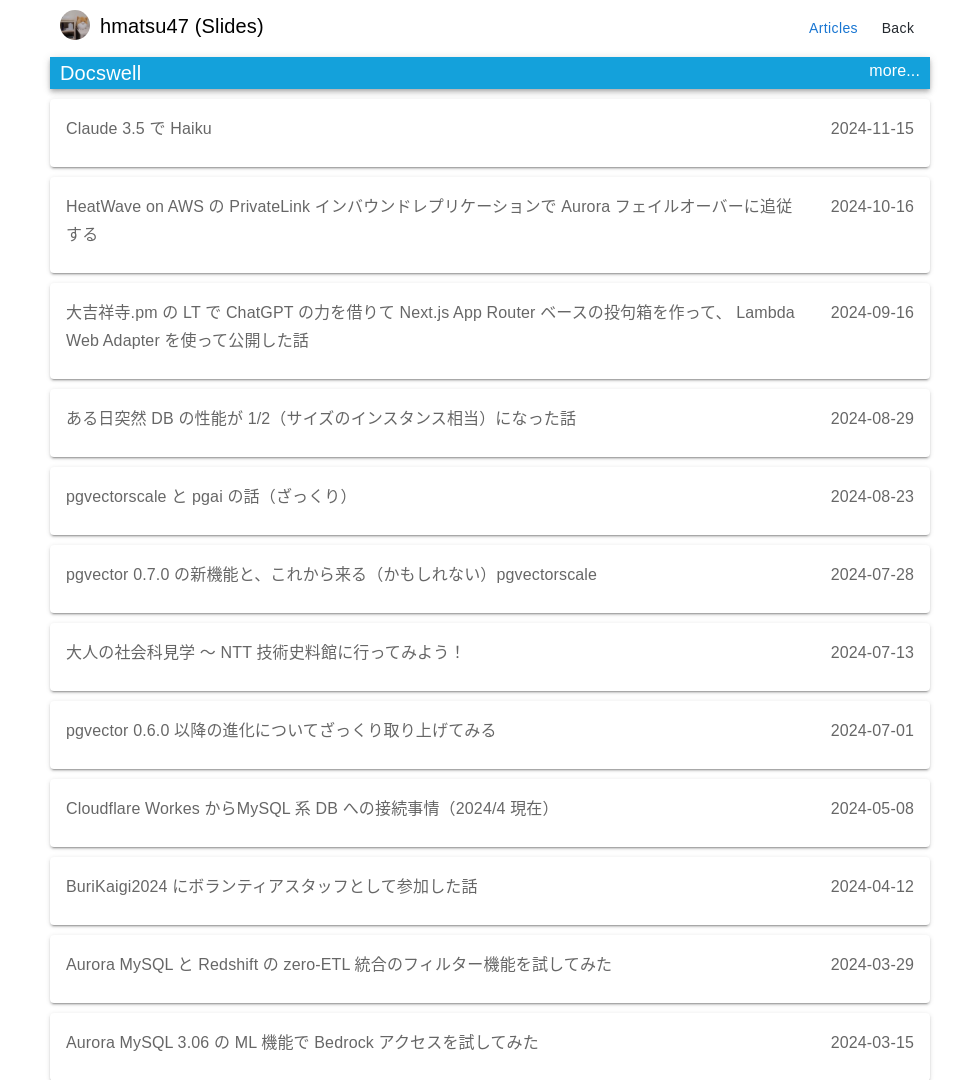 hmatsu47 (Slides)
Articles
Back
Docswell
more...
Claude 3.5 で Haiku
2024-11-15
HeatWave on AWS の PrivateLink インバウンドレプリケーションで Aurora フェイルオーバーに追従
する
2024-10-16
大吉祥寺.pm の LT で ChatGPT の力を借りて Next.js App Router ベースの投句箱を作って、 Lambda
Web Adapter を使って公開した話
2024-09-16
ある日突然 DB の性能が 1/2（サイズのインスタンス相当）になった話
2024-08-29
pgvectorscale と pgai の話（ざっくり）
2024-08-23
pgvector 0.7.0 の新機能と、これから来る（かもしれない）pgvectorscale
2024-07-28
大人の社会科見学 〜 NTT 技術史料館に行ってみよう！
2024-07-13
pgvector 0.6.0 以降の進化についてざっくり取り上げてみる
2024-07-01
Cloudflare Workes からMySQL 系 DB への接続事情（2024/4 現在）
2024-05-08
BuriKaigi2024 にボランティアスタッフとして参加した話
2024-04-12
Aurora MySQL と Redshift の zero-ETL 統合のフィルター機能を試してみた
2024-03-29
Aurora MySQL 3.06 の ML 機能で Bedrock アクセスを試してみた
2024-03-15